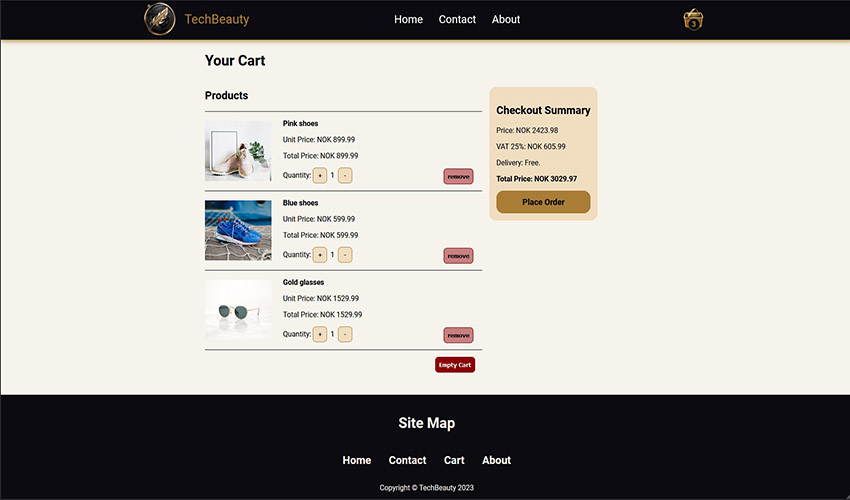 TechBeauty
Home Contact About
3
Your Cart
Products
Pink shoes
Unit Price: NOK 899.99
Total Price: NOK 899.99
Quantity: + 1 -
remove
Blue shoes
Unit Price: NOK 599.99
Total Price: NOK 599.99
Quantity: + 1 -
remove
Gold glasses
Unit Price: NOK 1529.99
Total Price: NOK 1529.99
Quantity: + 1 -
remove
Empty Cart
Checkout Summary
Price: NOK 2423.98
VAT 25%: NOK 605.99
Delivery: Free.
Total Price: NOK 3029.97
Place Order
Site Map
Home Contact Cart About
Copyright © TechBeauty 2023